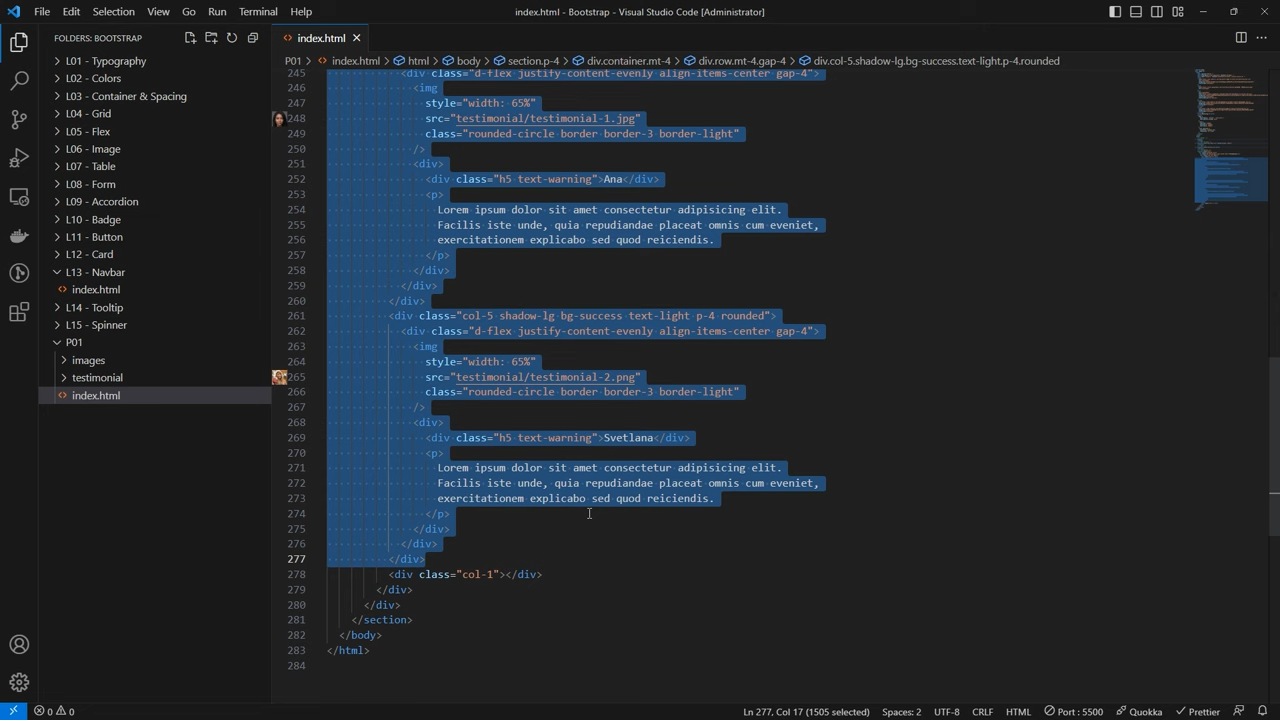 File Edit Selection View Go Run Terminal Help
index.html - Bootstrap - Visual Studio Code [Administrator]
FOLDERS: BOOTSTRAP
L01 - Typography
L02 - Colors
L03 - Container & Spacing
L04 - Grid
L05 - Flex
L06 - Image
L07 - Table
L08 - Form
L09 - Accordion
L10 - Badge
L11 - Button
L12 - Card
L13 - Navbar
index.html
L14 - Tooltip
L15 - Spinner
P01
images
testimonial
index.html
index.html
P01 > index.html > html > body > section.p-4 > div.container.mt-4 > div.row.mt-4.gap-4 > div.col-5.shadow-lg.bg-success.text-light.p-4.rounded
245 <div class="d-flex justify-content-evenly align-items-center gap-4">
246 <img
247 style="width: 65%"
248 src="testimonial/testimonial-1.jpg"
249 class="rounded-circle border border-3 border-light"
250 />
251 <div>
252 <div class="h5 text-warning">Ana</div>
253 <p>
254 Lorem ipsum dolor sit amet consectetur adipisicing elit.
255 Facilis iste unde, quia repudiandae placeat omnis cum eveniet,
256 exercitationem explicabo sed quod reiciendis.
257 </p>
258 </div>
259 </div>
260 </div>
261 <div class="col-5 shadow-lg bg-success text-light p-4 rounded">
262 <div class="d-flex justify-content-evenly align-items-center gap-4">
263 <img
264 style="width: 65%"
265 src="testimonial/testimonial-2.png"
266 class="rounded-circle border border-3 border-light"
267 />
268 <div>
269 <div class="h5 text-warning">Svetlana</div>
270 <p>
271 Lorem ipsum dolor sit amet consectetur adipisicing elit.
272 Facilis iste unde, quia repudiandae placeat omnis cum eveniet,
273 exercitationem explicabo sed quod reiciendis.
274 </p>
275 </div>
276 </div>
277 </div>
278 <div class="col-1"></div>
279 </div>
280 </div>
281 </section>
282 </body>
283 </html>
284
0 0 Ln 277, Col 17 (1505 selected) Spaces: 2 UTF-8 CRLF HTML Port : 5500 Quokka Prettier